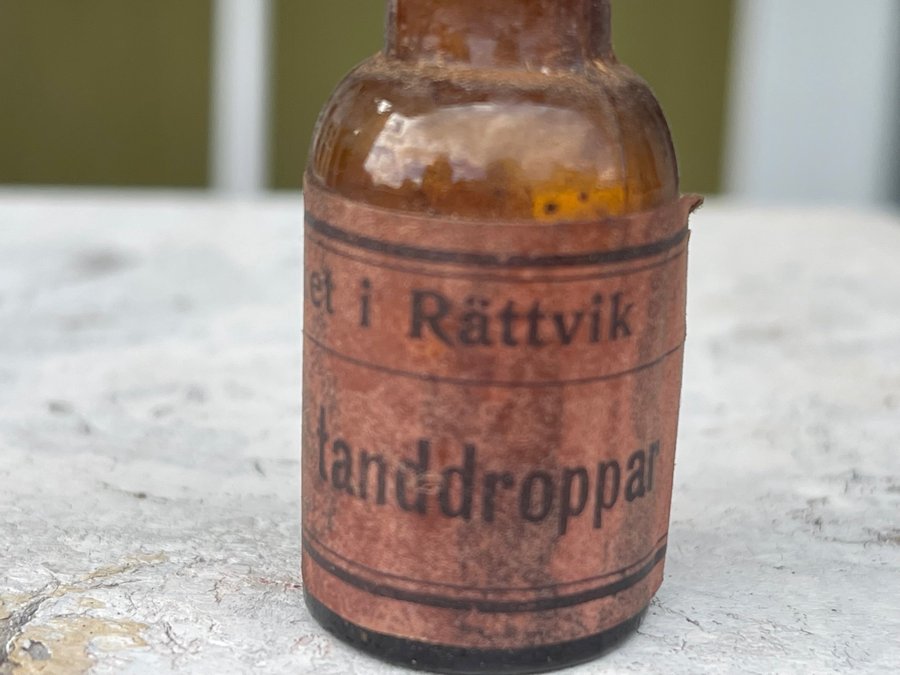 et i Rättvik
tanddroppar